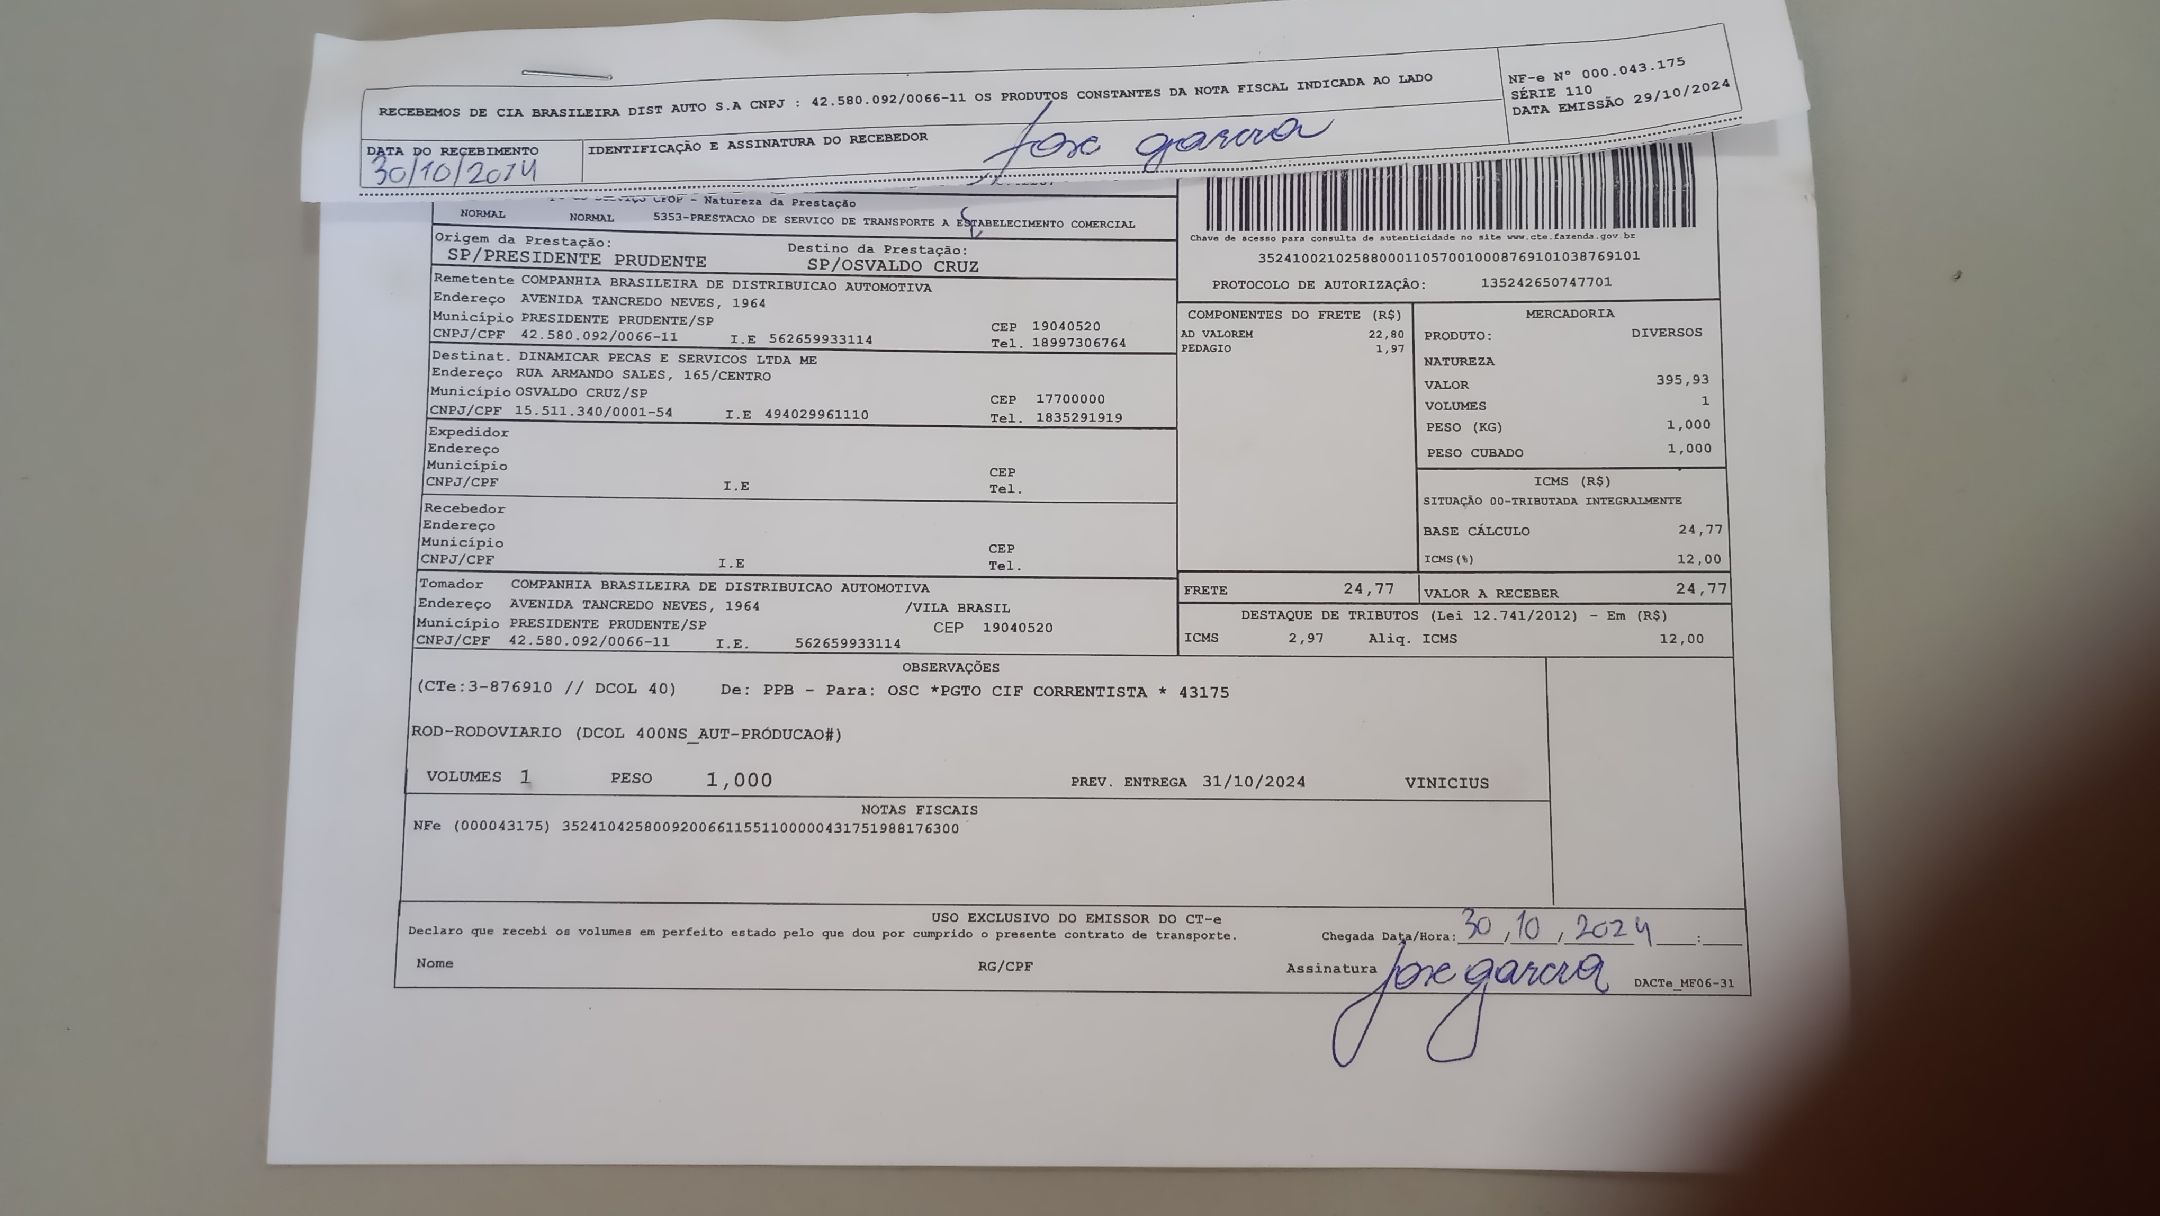 RECEBEMOS DE CIA BRASILEIRA DIST AUTO S.A CNPJ : 42.580.092/0066-11 OS PRODUTOS CONSTANTES DA NOTA FISCAL INDICADA AO LADO
NF-e Nº 000.043.175
SÉRIE 110
DATA EMISSÃO 29/10/2024
DATA DO RECEBIMENTO
30/10/2024
IDENTIFICAÇÃO E ASSINATURA DO RECEBEDOR
Jose garcia
CFOP - Natureza da Prestação
NORMAL NORMAL 5353-PRESTACAO DE SERVICO DE TRANSPORTE A ESTABELECIMENTO COMERCIAL
Origem da Prestação: Destino da Prestação:
SP/PRESIDENTE PRUDENTE SP/OSVALDO CRUZ
Chave de acesso para consulta de autenticidade no site www.cte.fazenda.gov.br
35241002102588000110570010008769101038769101
PROTOCOLO DE AUTORIZAÇÃO: 135242650747701
Remetente COMPANHIA BRASILEIRA DE DISTRIBUICAO AUTOMOTIVA
Endereço AVENIDA TANCREDO NEVES, 1964
Município PRESIDENTE PRUDENTE/SP CEP 19040520
CNPJ/CPF 42.580.092/0066-11 I.E 562659933114 Tel. 18997306764
Destinat. DINAMICAR PECAS E SERVICOS LTDA ME
Endereço RUA ARMANDO SALES, 165/CENTRO
Município OSVALDO CRUZ/SP CEP 17700000
CNPJ/CPF 15.511.340/0001-54 I.E 494029961110 Tel. 1835291919
Expedidor
Endereço
Município CEP
CNPJ/CPF I.E Tel.
Recebedor
Endereço
Município CEP
CNPJ/CPF I.E Tel.
Tomador COMPANHIA BRASILEIRA DE DISTRIBUICAO AUTOMOTIVA
Endereço AVENIDA TANCREDO NEVES, 1964 /VILA BRASIL
Município PRESIDENTE PRUDENTE/SP CEP 19040520
CNPJ/CPF 42.580.092/0066-11 I.E. 562659933114
COMPONENTES DO FRETE (R$)
AD VALOREM 22,80
PEDAGIO 1,97
MERCADORIA
PRODUTO: DIVERSOS
NATUREZA
VALOR 395,93
VOLUMES 1
PESO (KG) 1,000
PESO CUBADO 1,000
ICMS (R$)
SITUAÇÃO 00-TRIBUTADA INTEGRALMENTE
BASE CÁLCULO 24,77
ICMS(%) 12,00
FRETE 24,77 VALOR A RECEBER 24,77
DESTAQUE DE TRIBUTOS (Lei 12.741/2012) - Em (R$)
ICMS 2,97 Aliq. ICMS 12,00
OBSERVAÇÕES
(CTe:3-876910 // DCOL 40) De: PPB - Para: OSC *PGTO CIF CORRENTISTA * 43175
ROD-RODOVIARIO (DCOL 400NS_AUT-PRODUCAO#)
VOLUMES 1 PESO 1,000 PREV. ENTREGA 31/10/2024 VINICIUS
NOTAS FISCAIS
NFe (000043175) 35241042580092006611551100000431751988176300
USO EXCLUSIVO DO EMISSOR DO CT-e
Declaro que recebi os volumes em perfeito estado pelo que dou por cumprido o presente contrato de transporte. Chegada Data/Hora: 30 / 10 / 2024 :
Nome RG/CPF Assinatura Jose garcia DACTe_MF06-31